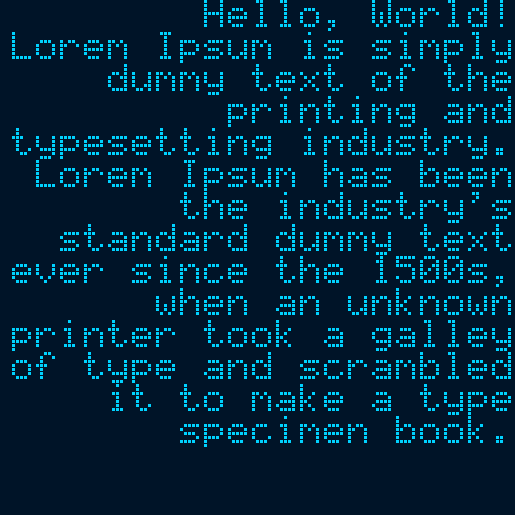 Hello, World!
Lorem Ipsum is simply
dummy text of the
printing and
typesetting industry.
Lorem Ipsum has been
the industry's
standard dummy text
ever since the 1500s,
when an unknown
printer took a galley
of type and scrambled
it to make a type
specimen book.